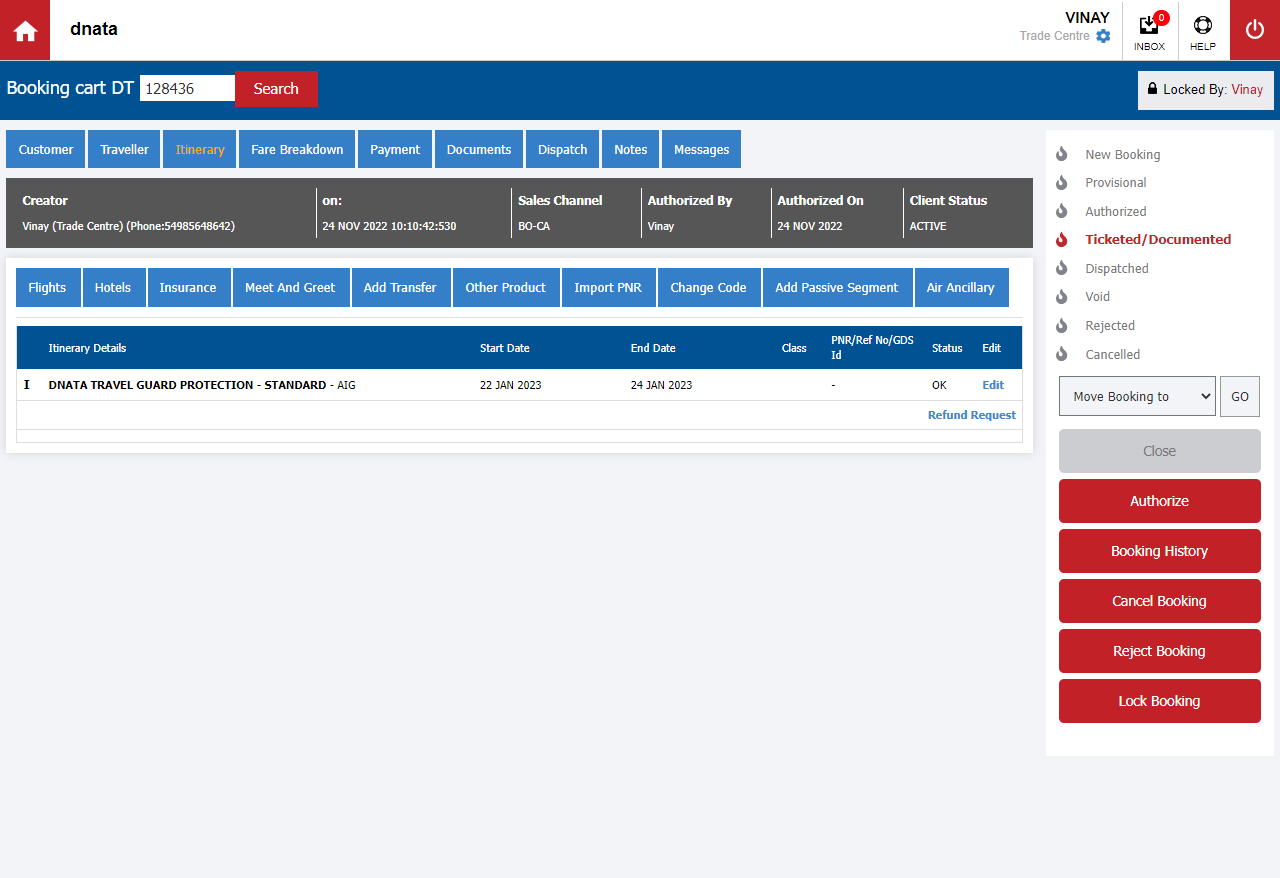 dnata
VINAY
Trade Centre
0
INBOX
HELP
Booking cart DT 128436 Search
Locked By: Vinay
Customer Traveller Itinerary Fare Breakdown Payment Documents Dispatch Notes Messages
Creator on: Sales Channel Authorized By Authorized On Client Status
Vinay (Trade Centre) (Phone:54985648642) 24 NOV 2022 10:10:42:530 BO-CA Vinay 24 NOV 2022 ACTIVE
Flights Hotels Insurance Meet And Greet Add Transfer Other Product Import PNR Change Code Add Passive Segment Air Ancillary
Itinerary Details Start Date End Date Class PNR/Ref No/GDS Id Status Edit
I DNATA TRAVEL GUARD PROTECTION - STANDARD - AIG 22 JAN 2023 24 JAN 2023 - OK Edit
Refund Request
New Booking
Provisional
Authorized
Ticketed/Documented
Dispatched
Void
Rejected
Cancelled
Move Booking to GO
Close
Authorize
Booking History
Cancel Booking
Reject Booking
Lock Booking